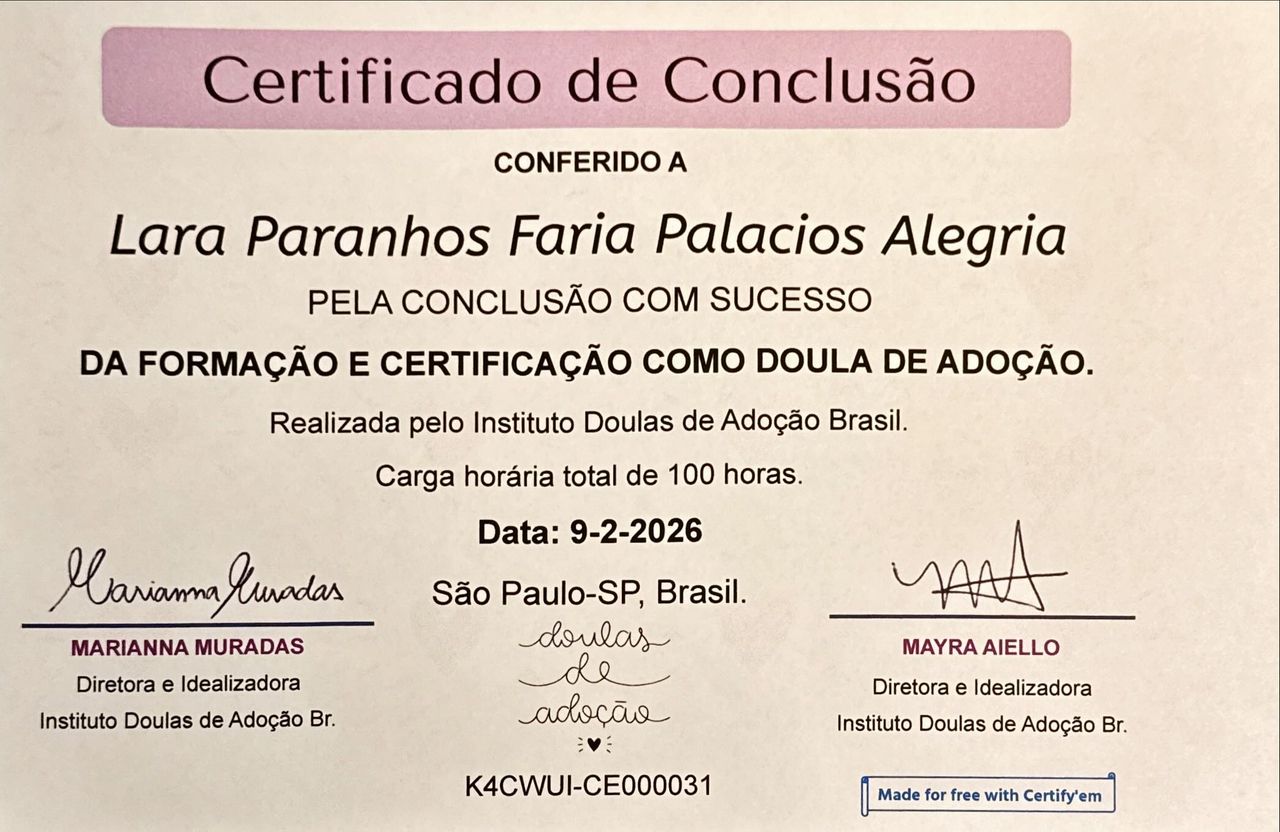 Certificado de Conclusão
CONFERIDO A
Lara Paranhos Faria Palacios Alegria
PELA CONCLUSÃO COM SUCESSO
DA FORMAÇÃO E CERTIFICAÇÃO COMO DOULA DE ADOÇÃO.
Realizada pelo Instituto Doulas de Adoção Brasil.
Carga horária total de 100 horas.
Data: 9-2-2026
São Paulo-SP, Brasil.
Marianna Muradas
MARIANNA MURADAS
Diretora e Idealizadora
Instituto Doulas de Adoção Br.
doulas
de
adoção
K4CWUI-CE000031
MAYRA AIELLO
Diretora e Idealizadora
Instituto Doulas de Adoção Br.
Made for free with Certify'em